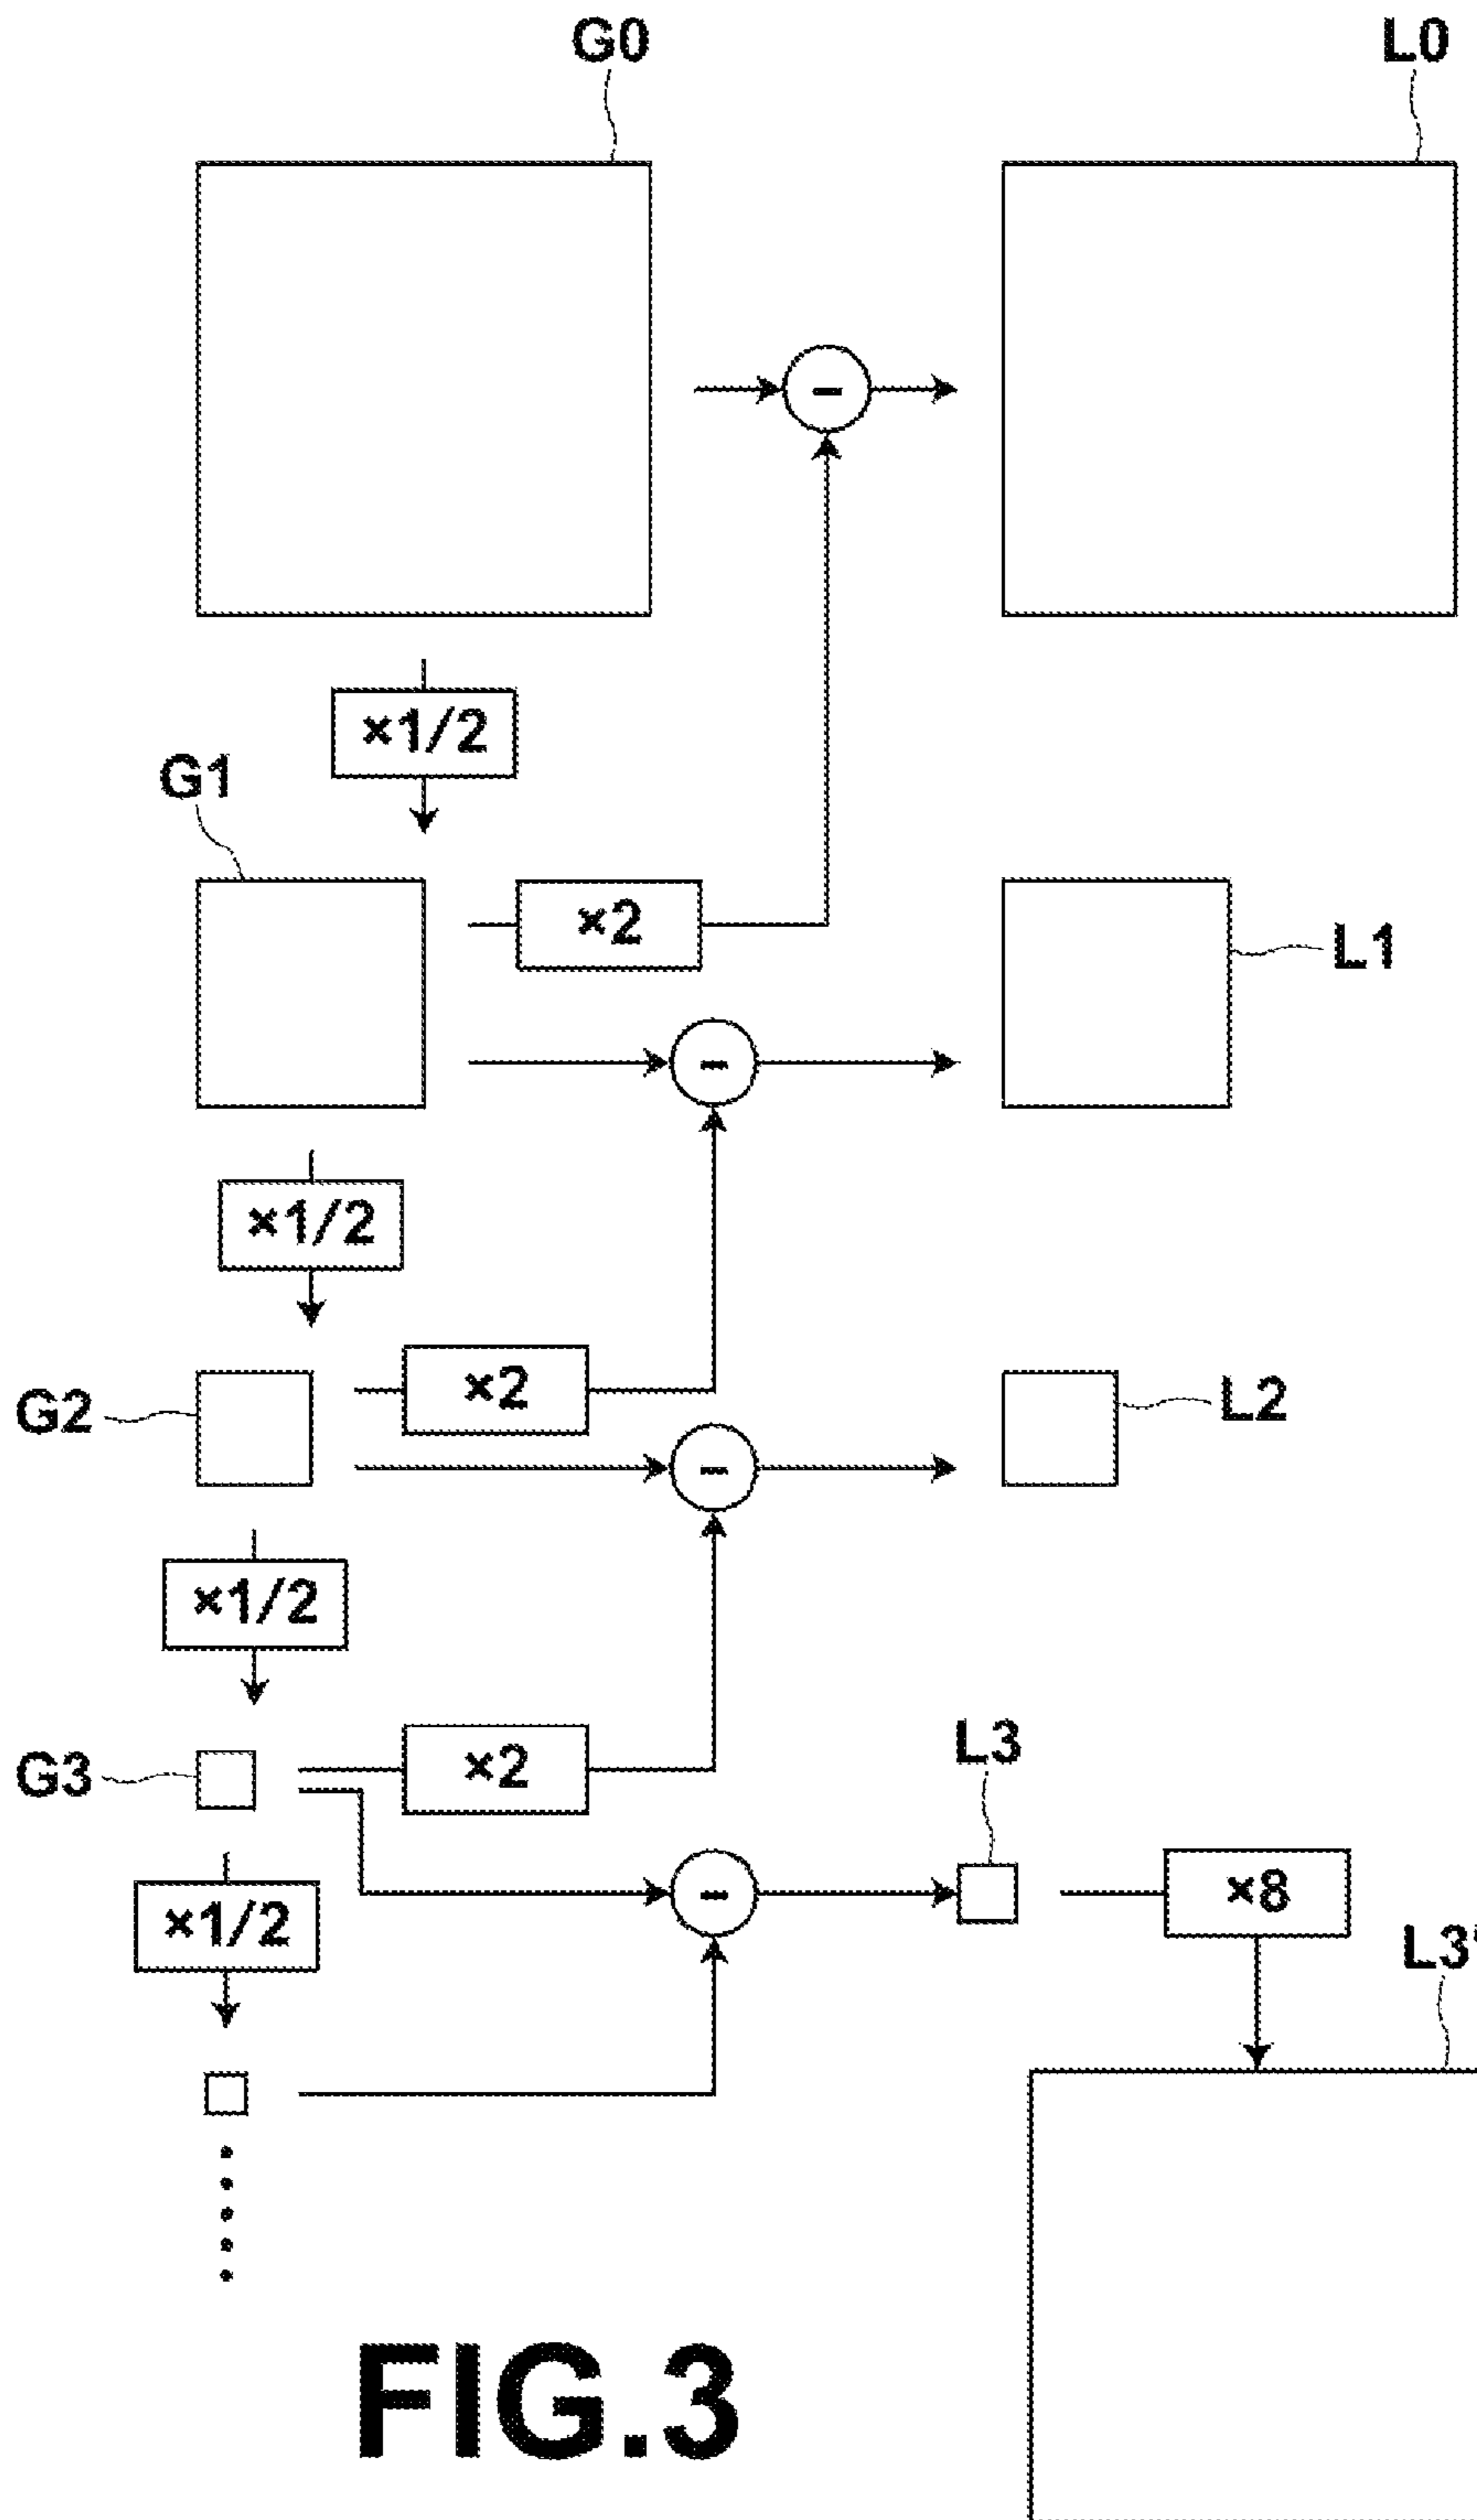 G0
L0
-
×1/2
G1
×2
L1
-
×1/2
G2
×2
L2
-
×1/2
G3
×2
L3
-
×8
×1/2
L3'
FIG.3